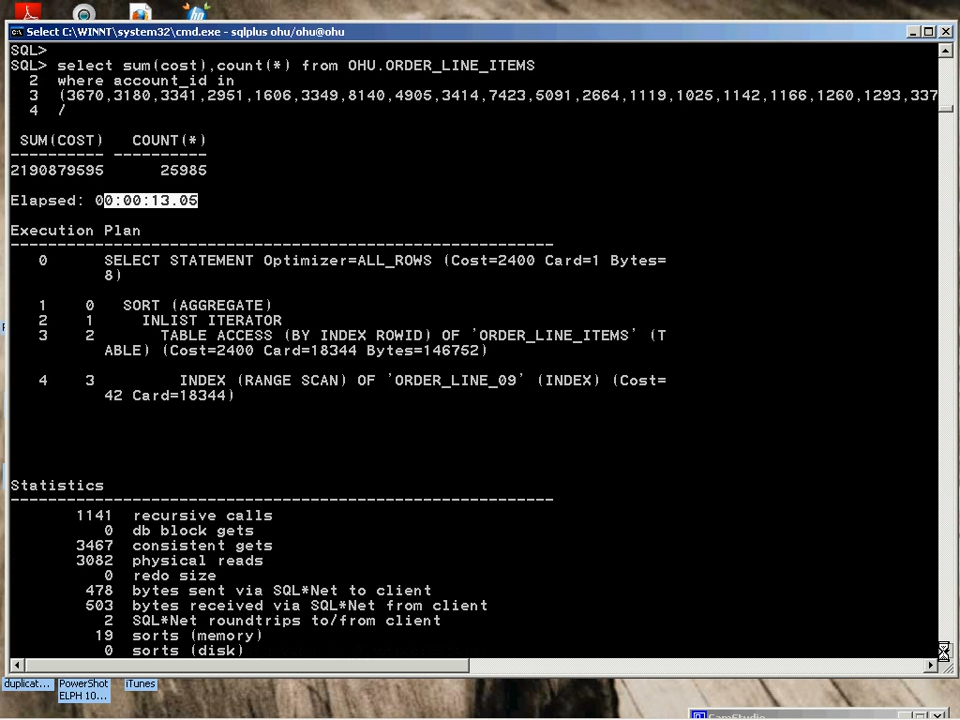 Select C:\WINNT\system32\cmd.exe - sqlplus ohu/ohu@ohu
SQL>
SQL> select sum(cost),count(*) from OHU.ORDER_LINE_ITEMS
2 where account_id in
3 (3670,3180,3341,2951,1606,3349,8140,4905,3414,7423,5091,2664,1119,1025,1142,1166,1260,1293,337
4 /
SUM(COST) COUNT(*)
---------- ----------
2190879595 25985
Elapsed: 00:00:13.05
Execution Plan
----------------------------------------------------------
0 SELECT STATEMENT Optimizer=ALL_ROWS (Cost=2400 Card=1 Bytes=
8)
1 0 SORT (AGGREGATE)
2 1 INLIST ITERATOR
3 2 TABLE ACCESS (BY INDEX ROWID) OF 'ORDER_LINE_ITEMS' (T
ABLE) (Cost=2400 Card=18344 Bytes=146752)
4 3 INDEX (RANGE SCAN) OF 'ORDER_LINE_09' (INDEX) (Cost=
42 Card=18344)
Statistics
----------------------------------------------------------
1141 recursive calls
0 db block gets
3467 consistent gets
3082 physical reads
0 redo size
478 bytes sent via SQL*Net to client
503 bytes received via SQL*Net from client
2 SQL*Net roundtrips to/from client
19 sorts (memory)
0 sorts (disk)
duplicat...
PowerShot
ELPH 10...
iTunes
CamStudio